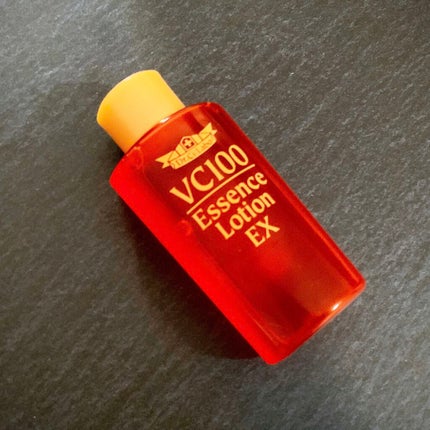 VC100
Essence
Lotion
EX